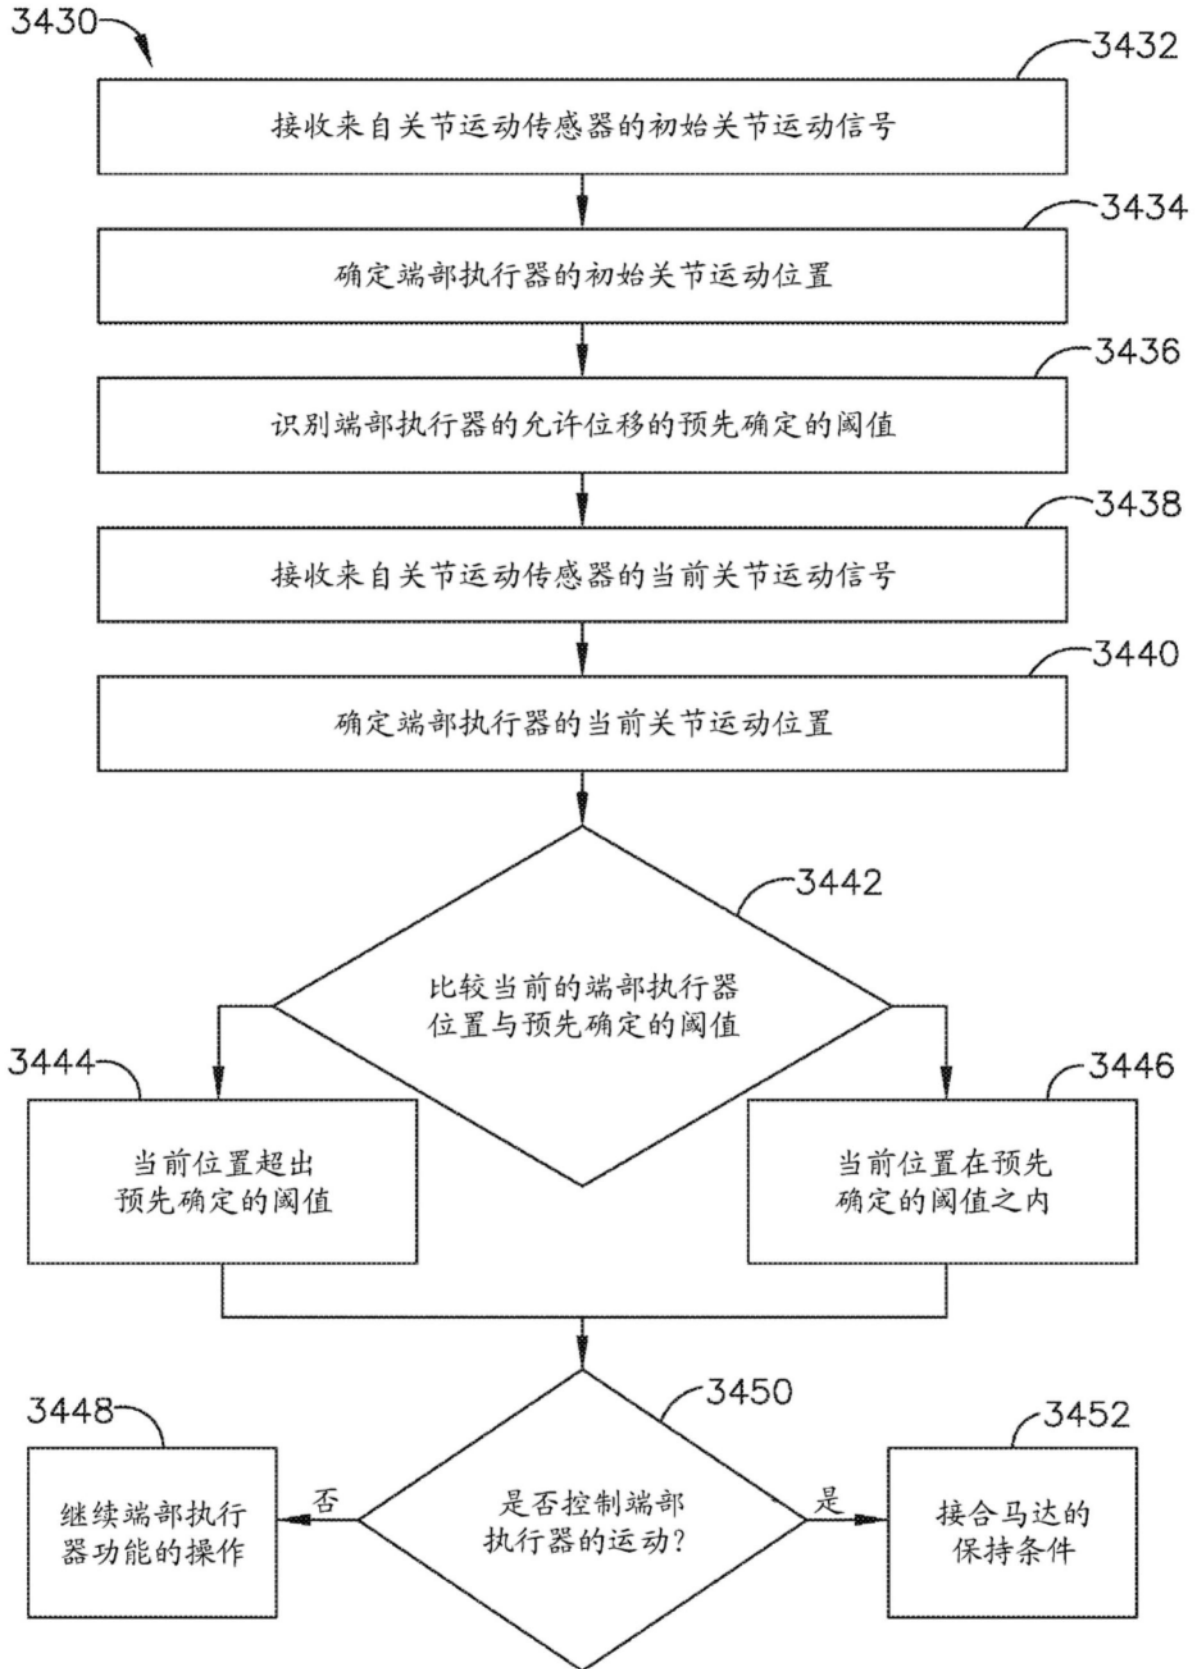 3430
3432
接收来自关节运动传感器的初始关节运动信号
3434
确定端部执行器的初始关节运动位置
3436
识别端部执行器的允许位移的预先确定的阈值
3438
接收来自关节运动传感器的当前关节运动信号
3440
确定端部执行器的当前关节运动位置
3442
比较当前的端部执行器
位置与预先确定的阈值
3444
当前位置超出
预先确定的阈值
3446
当前位置在预先
确定的阈值之内
3450
是否控制端部
执行器的运动?
3448
否
继续端部执行
器功能的操作
3452
是
接合马达的
保持条件